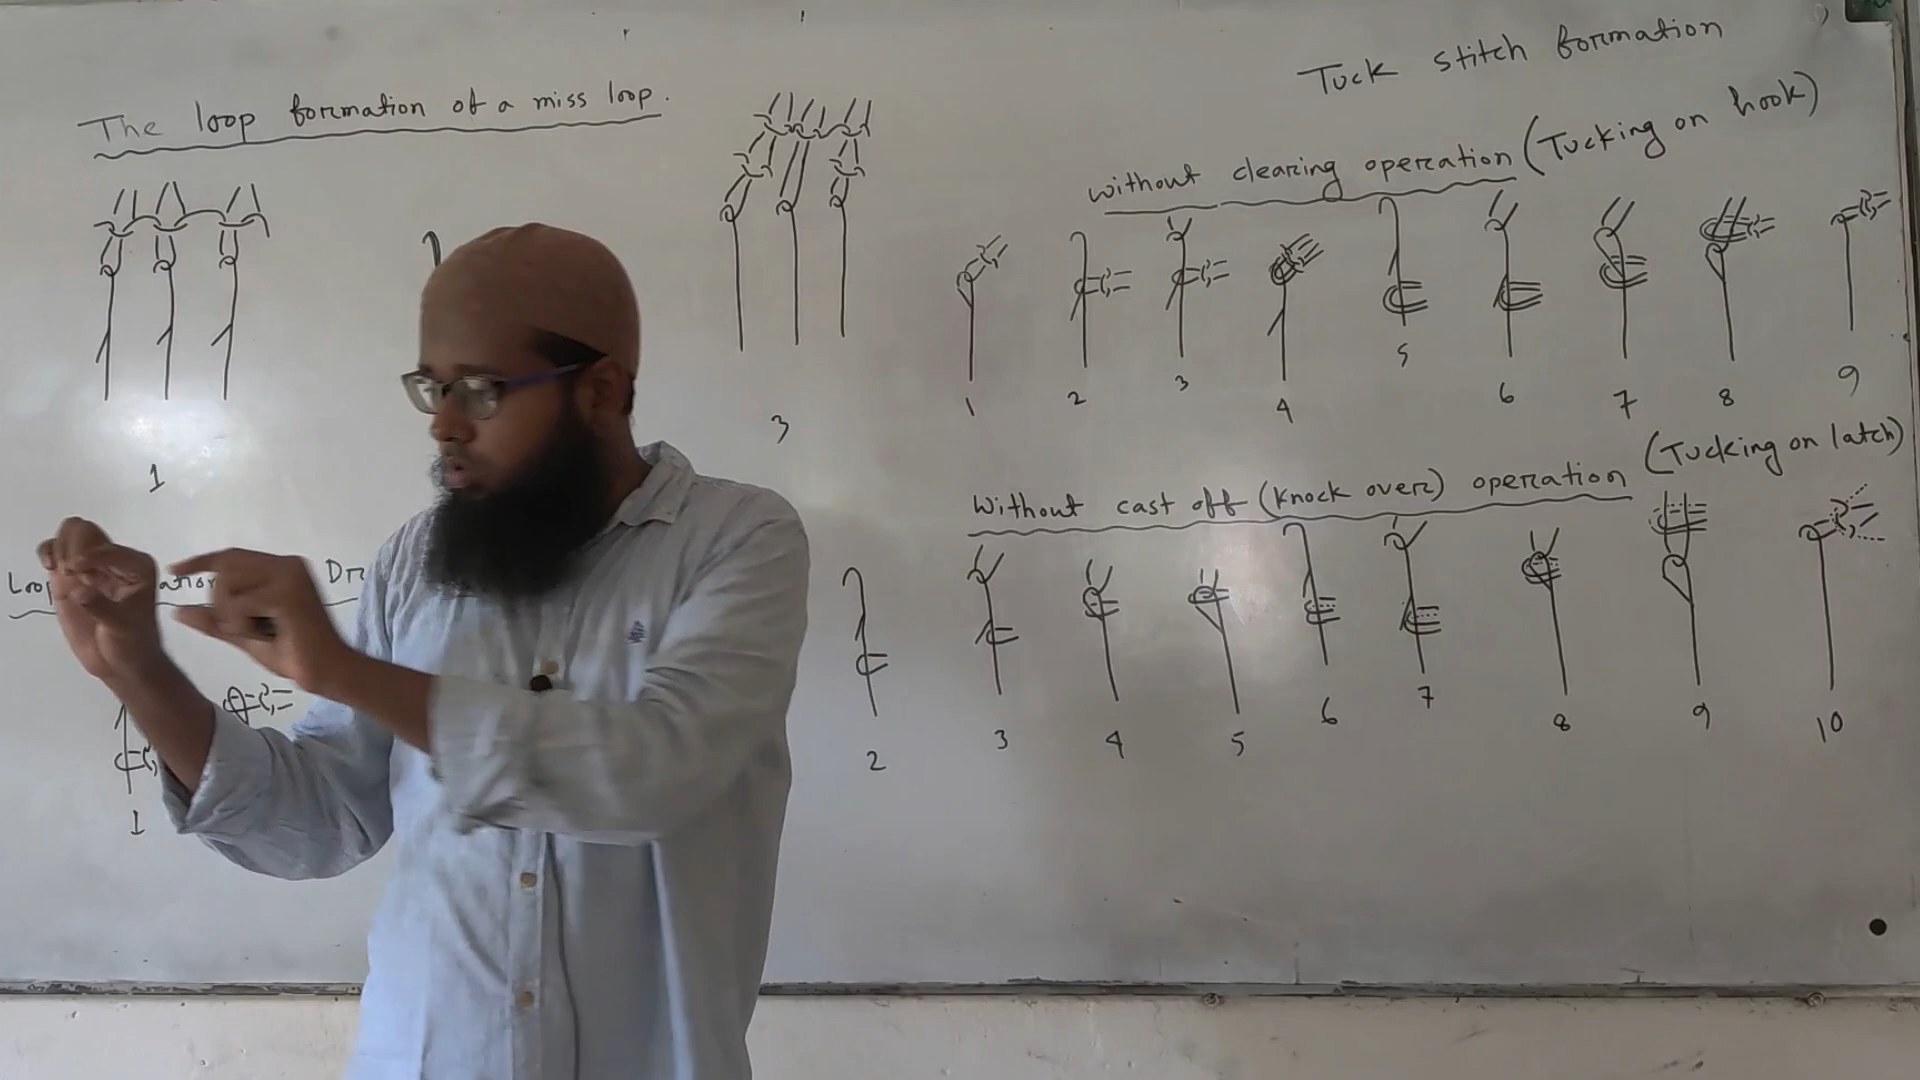 The loop formation of a miss loop.
1
3
Loop
Tuck stitch formation
without clearing operation (Tucking on hook)
1 2 3 4 5 6 7 8 9
Without cast off (knock over) operation (Tucking on latch)
1 2 3 4 5 6 7 8 9 10